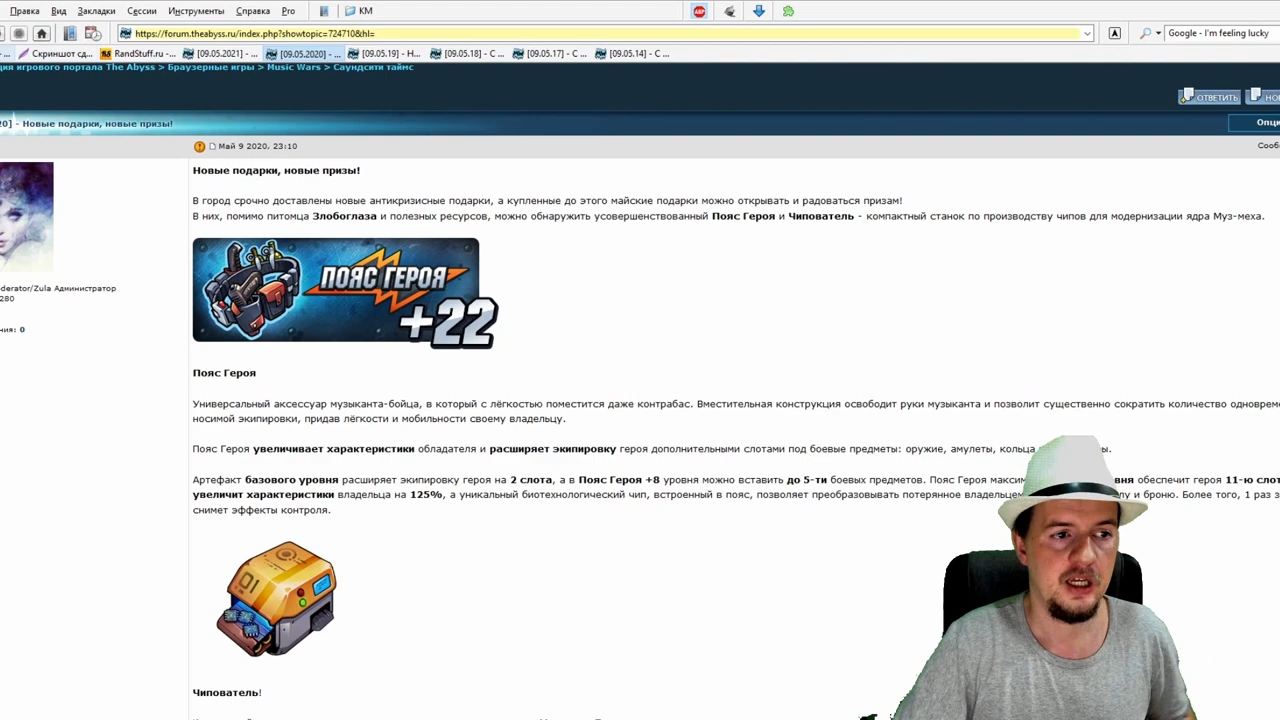 Правка Вид Закладки Сессии Инструменты Справка Pro КМ
https://forum.theabyss.ru/index.php?showtopic=724710&hl= Google - I'm feeling lucky
Скриншот сд... RandStuff.ru - ... [09.05.2021] - ... [09.05.2020] - ... [09.05.19] - Н... [09.05.18] - С ... [09.05.17] - С ... [09.05.14] - С ...
ция игрового портала The Abyss > Браузерные игры > Music Wars > Саундсити таймс
ОТВЕТИТЬ НО
20] - Новые подарки, новые призы! Опци
Май 9 2020, 23:10 Сооб
Новые подарки, новые призы!
В город срочно доставлены новые антикризисные подарки, а купленные до этого майские подарки можно открывать и радоваться призам!
В них, помимо питомца Злобоглаза и полезных ресурсов, можно обнаружить усовершенствованный Пояс Героя и Чипователь - компактный станок по производству чипов для модернизации ядра Муз-меха.
ПОЯС ГЕРОЯ
+22
derator/Zula Администратор
280
ния: 0
Пояс Героя
Универсальный аксессуар музыканта-бойца, в который с лёгкостью поместится даже контрабас. Вместительная конструкция освободит руки музыканта и позволит существенно сократить количество одноврем
носимой экипировки, придав лёгкости и мобильности своему владельцу.
Пояс Героя увеличивает характеристики обладателя и расширяет экипировку героя дополнительными слотами под боевые предметы: оружие, амулеты, кольца
Артефакт базового уровня расширяет экипировку героя на 2 слота, а в Пояс Героя +8 уровня можно вставить до 5-ти боевых предметов. Пояс Героя максим вня обеспечит героя 11-ю слот
увеличит характеристики владельца на 125%, а уникальный биотехнологический чип, встроенный в пояс, позволяет преобразовывать потерянное владельцем лу и броню. Более того, 1 раз з
снимет эффекты контроля.
01
Чипователь!